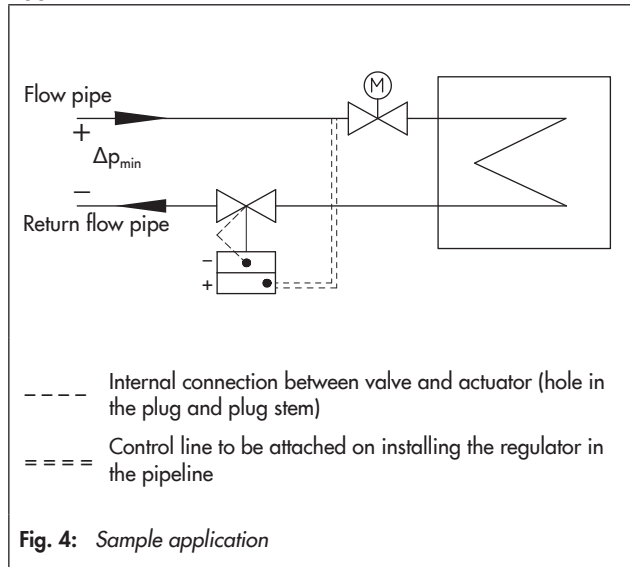 M
Flow pipe
+
Δpmin
−
Return flow pipe
−
+
Internal connection between valve and actuator (hole in
the plug and plug stem)
Control line to be attached on installing the regulator in
the pipeline
Fig. 4: Sample application